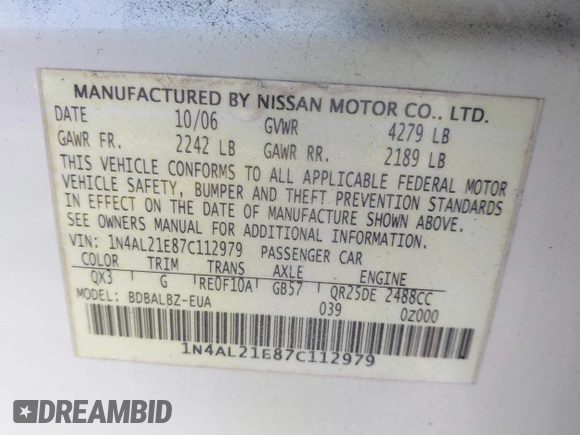 MANUFACTURED BY NISSAN MOTOR CO., LTD.
DATE 10/06 GVWR 4279 LB
GAWR FR. 2242 LB GAWR RR. 2189 LB
THIS VEHICLE CONFORMS TO ALL APPLICABLE FEDERAL MOTOR
VEHICLE SAFETY, BUMPER AND THEFT PREVENTION STANDARDS
IN EFFECT ON THE DATE OF MANUFACTURE SHOWN ABOVE.
SEE OWNERS MANUAL FOR ADDITIONAL INFORMATION.
VIN: 1N4AL21E87C112979 PASSENGER CAR
COLOR TRIM TRANS AXLE ENGINE
QX3 G RE0F10A GB57 QR25DE 2488CC
MODEL: BDBALBZ-EUA 039 0Z000
1N4AL21E87C112979
DREAMBID